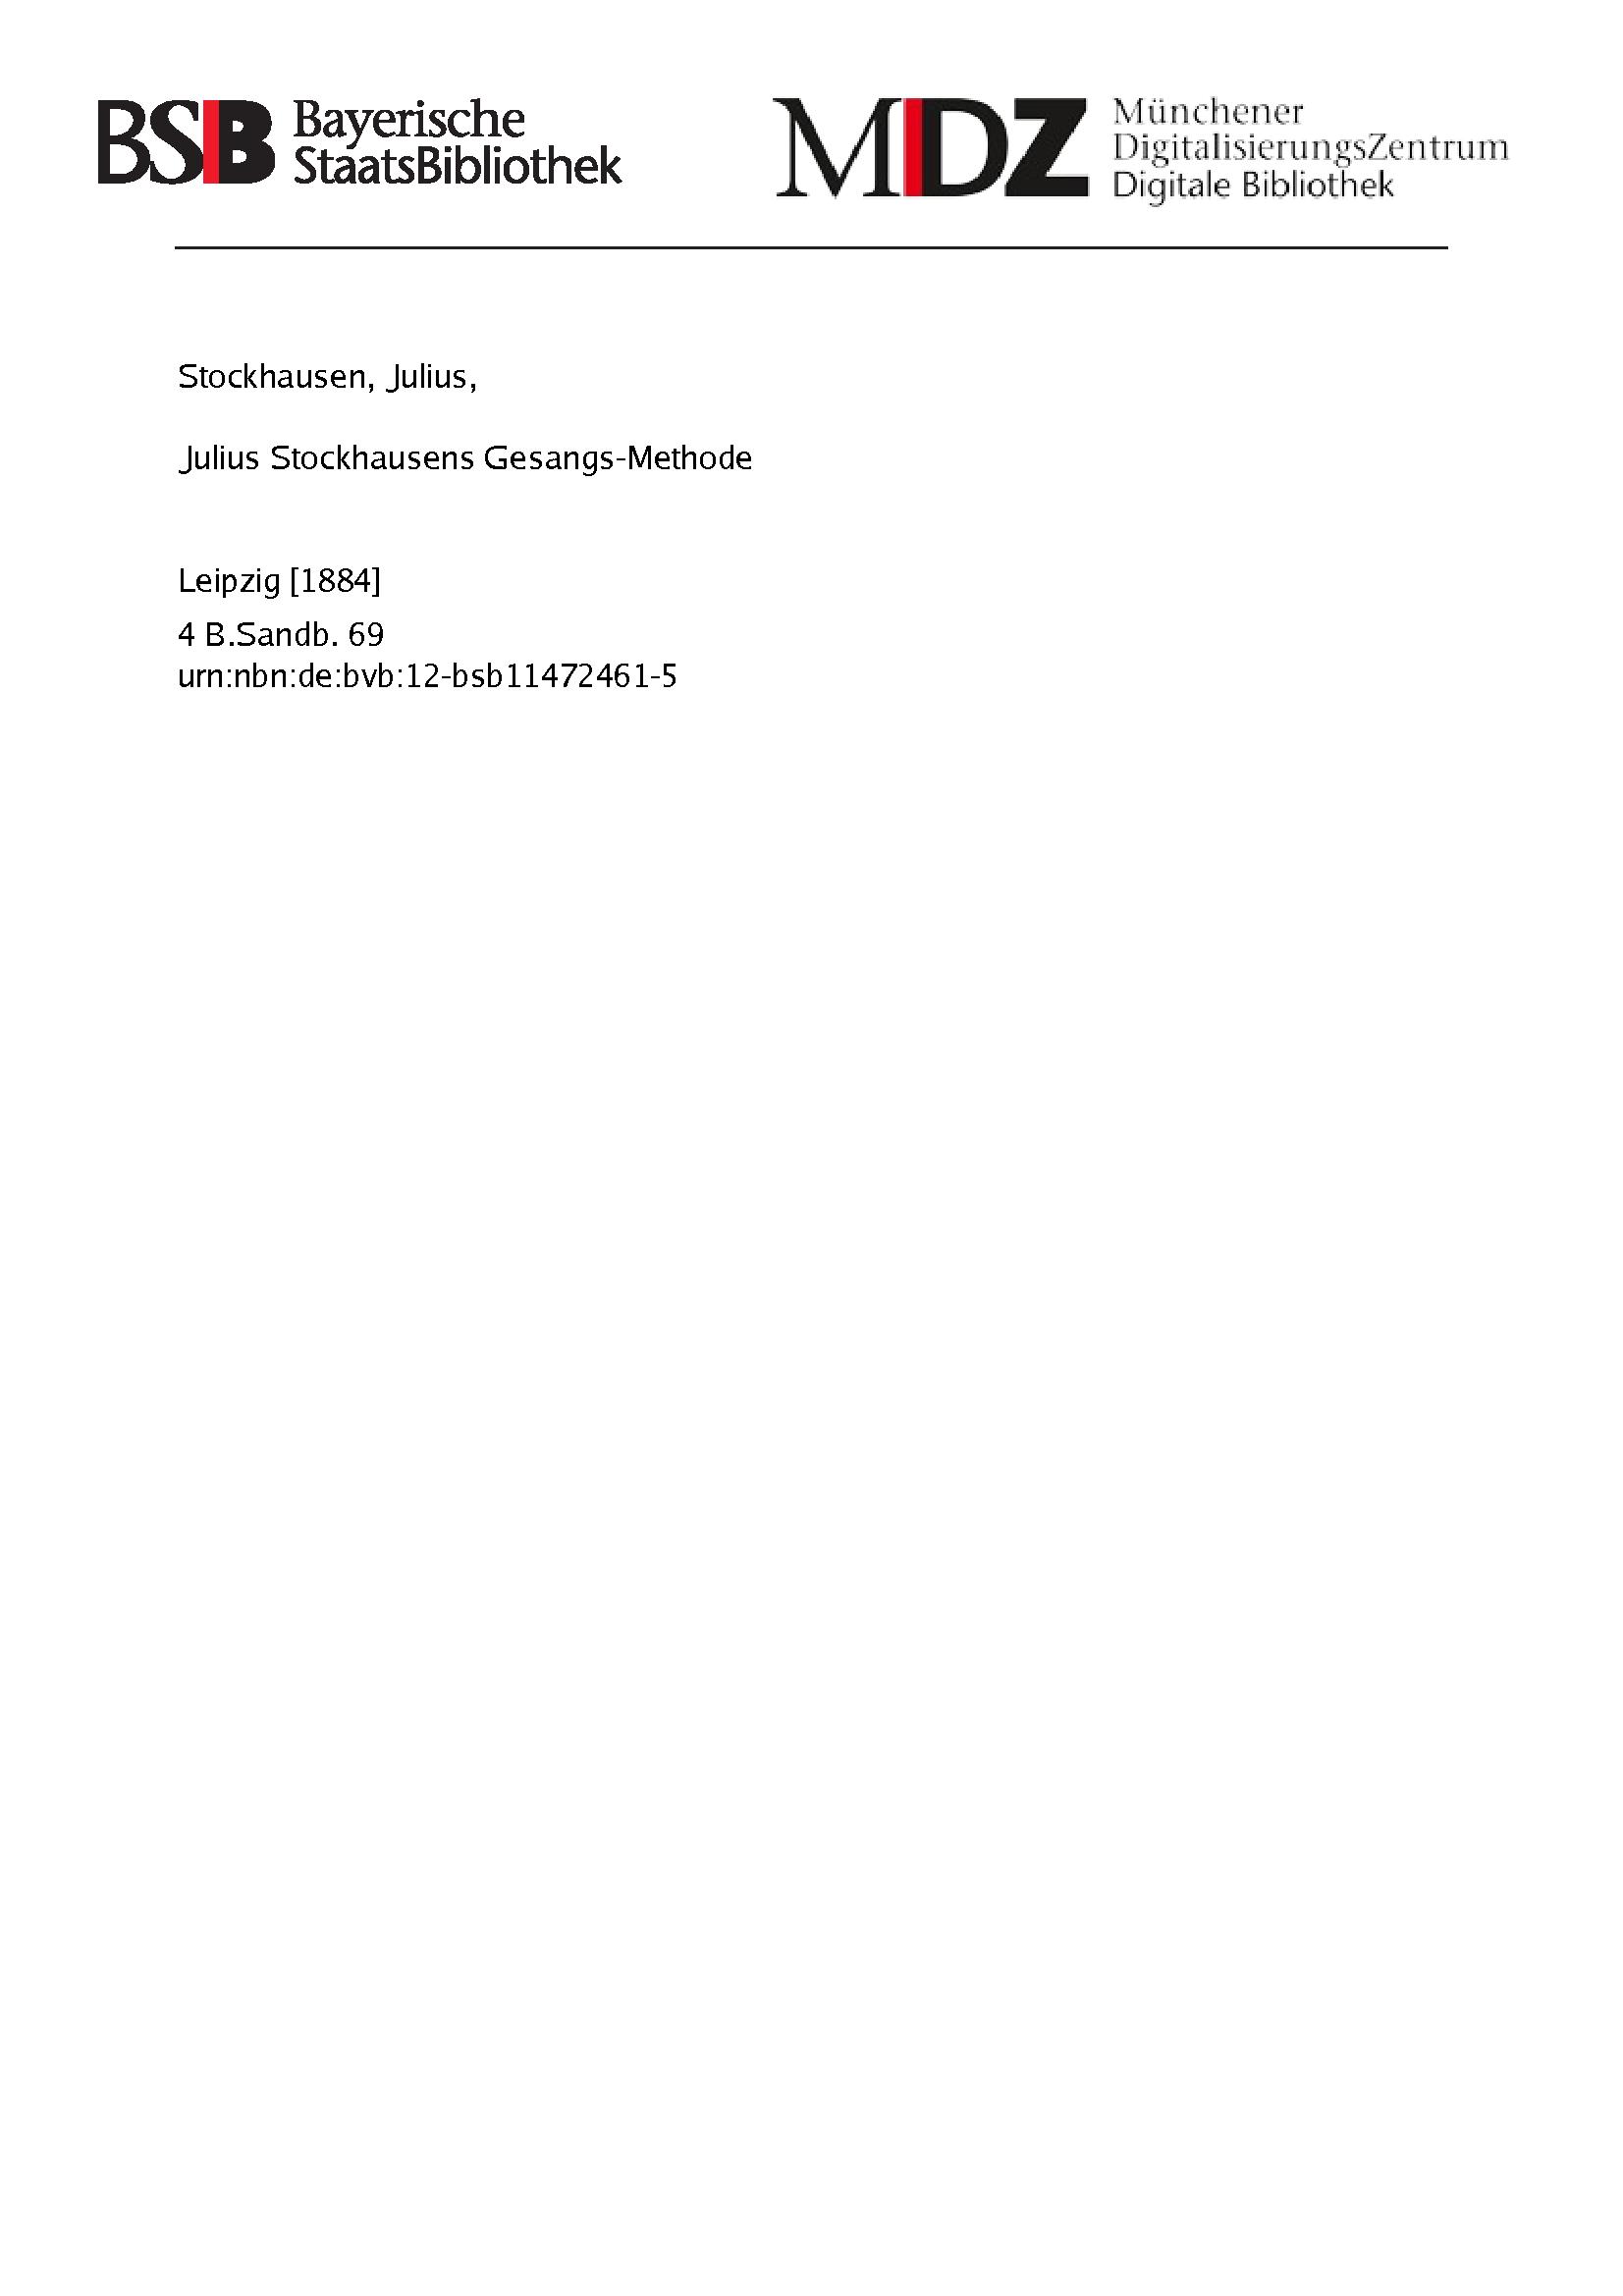 BSB Bayerische
StaatsBibliothek
MDZ Münchener
DigitalisierungsZentrum
Digitale Bibliothek
Stockhausen, Julius,
Julius Stockhausens Gesangs-Methode
Leipzig [1884]
4 B.Sandb. 69
urn:nbn:de:bvb:12-bsb11472461-5